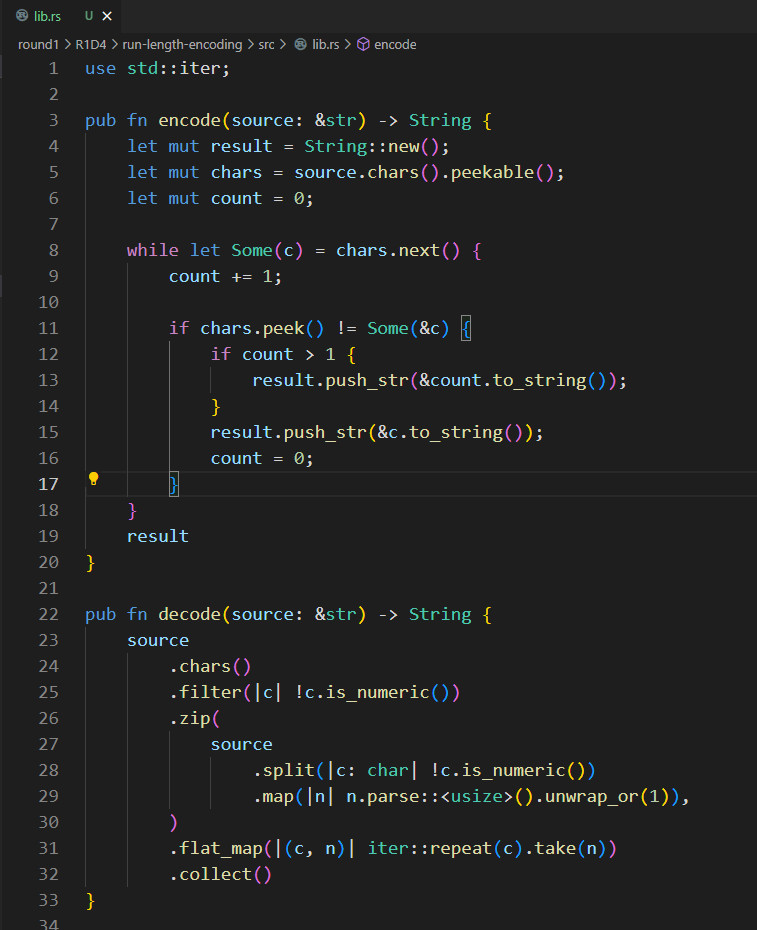 lib.rs U ×
round1 > R1D4 > run-length-encoding > src > lib.rs > encode
1 use std::iter;
2
3 pub fn encode(source: &str) -> String {
4     let mut result = String::new();
5     let mut chars = source.chars().peekable();
6     let mut count = 0;
7
8     while let Some(c) = chars.next() {
9         count += 1;
10
11         if chars.peek() != Some(&c) {
12             if count > 1 {
13                 result.push_str(&count.to_string());
14             }
15             result.push_str(&c.to_string());
16             count = 0;
17         }
18     }
19     result
20 }
21
22 pub fn decode(source: &str) -> String {
23     source
24         .chars()
25         .filter(|c| !c.is_numeric())
26         .zip(
27             source
28                 .split(|c: char| !c.is_numeric())
29                 .map(|n| n.parse::<usize>().unwrap_or(1)),
30         )
31         .flat_map(|(c, n)| iter::repeat(c).take(n))
32         .collect()
33 }
34